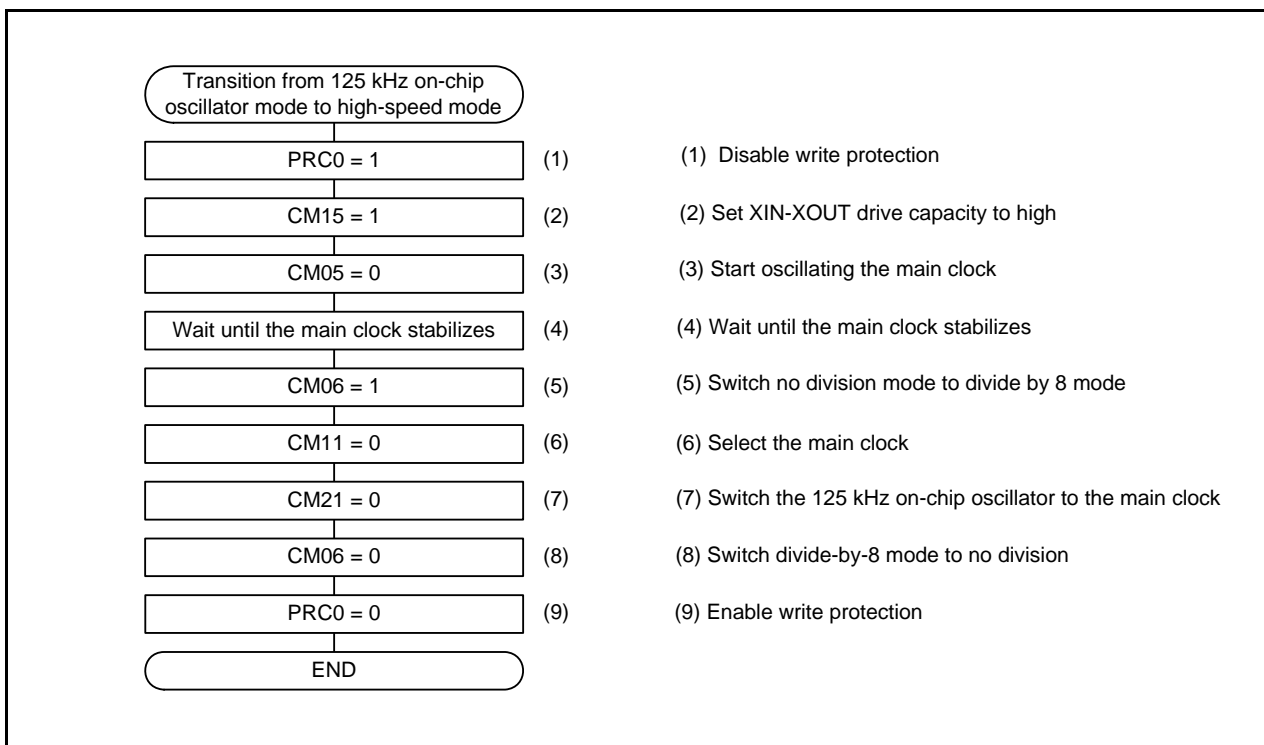 Transition from 125 kHz on-chip
oscillator mode to high-speed mode
PRC0 = 1 (1) (1) Disable write protection
CM15 = 1 (2) (2) Set XIN-XOUT drive capacity to high
CM05 = 0 (3) (3) Start oscillating the main clock
Wait until the main clock stabilizes (4) (4) Wait until the main clock stabilizes
CM06 = 1 (5) (5) Switch no division mode to divide by 8 mode
CM11 = 0 (6) (6) Select the main clock
CM21 = 0 (7) (7) Switch the 125 kHz on-chip oscillator to the main clock
CM06 = 0 (8) (8) Switch divide-by-8 mode to no division
PRC0 = 0 (9) (9) Enable write protection
END